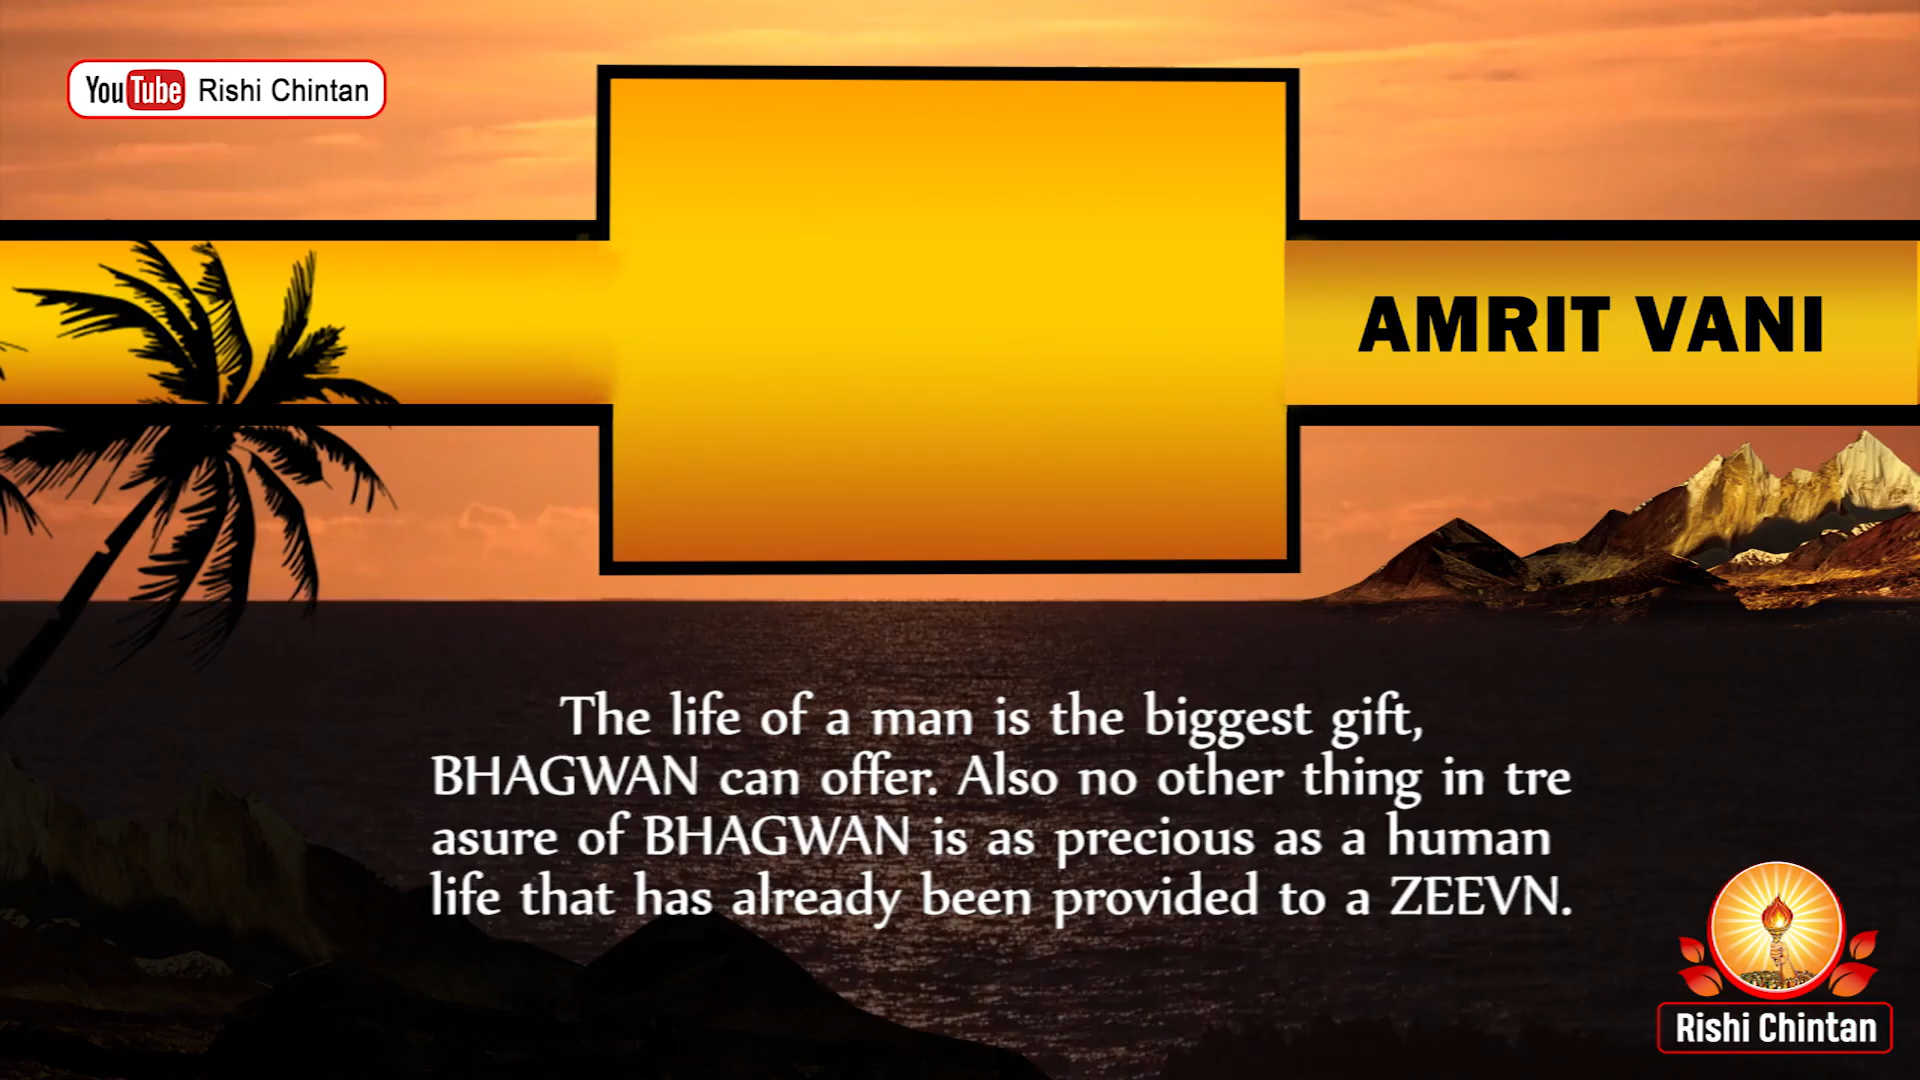 YouTube Rishi Chintan
AMRIT VANI
The life of a man is the biggest gift,
BHAGWAN can offer. Also no other thing in tre
asure of BHAGWAN is as precious as a human
life that has already been provided to a ZEEVN.
Rishi Chintan